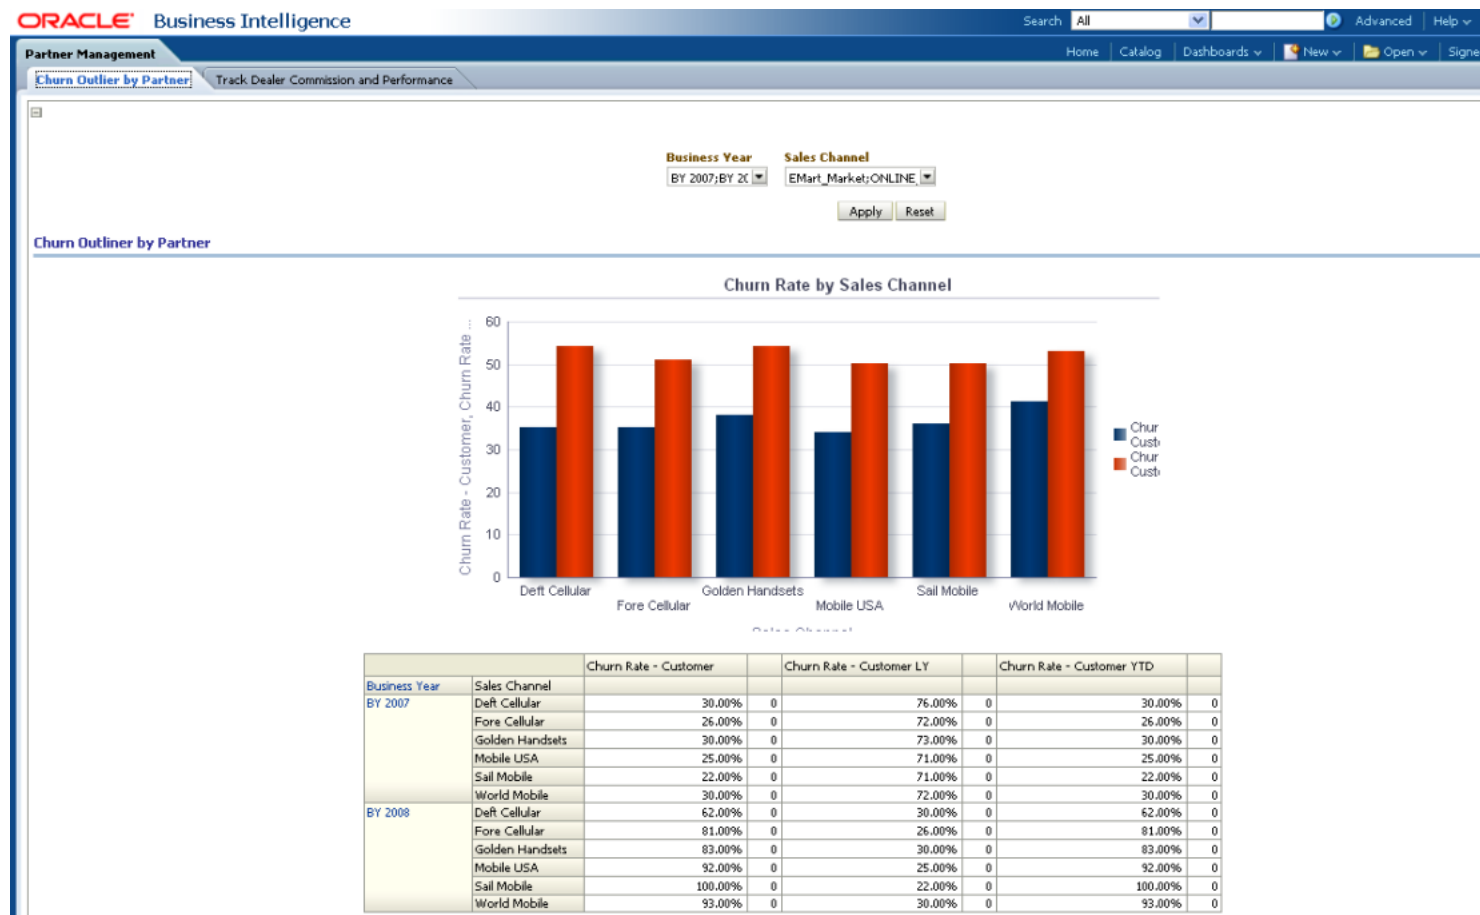 ORACLE Business Intelligence
Search All Advanced Help
Partner Management
Home Catalog Dashboards New Open Signe
Churn Outlier by Partner Track Dealer Commission and Performance
Business Year Sales Channel
BY 2007;BY 20 EMart_Market;ONLINE_
Apply Reset
Churn Outliner by Partner
Churn Rate by Sales Channel
Churn Rate - Customer, Churn Rate ...
60
50
40
30
20
10
0
Chur
Cust
Chur
Cust
Deft Cellular Golden Handsets Sail Mobile
Fore Cellular Mobile USA World Mobile
Sales Channel
Churn Rate - Customer Churn Rate - Customer LY Churn Rate - Customer YTD
Business Year Sales Channel
BY 2007 Deft Cellular 30.00% 0 76.00% 0 30.00% 0
Fore Cellular 26.00% 0 72.00% 0 26.00% 0
Golden Handsets 30.00% 0 73.00% 0 30.00% 0
Mobile USA 25.00% 0 71.00% 0 25.00% 0
Sail Mobile 22.00% 0 71.00% 0 22.00% 0
World Mobile 30.00% 0 72.00% 0 30.00% 0
BY 2008 Deft Cellular 62.00% 0 30.00% 0 62.00% 0
Fore Cellular 81.00% 0 26.00% 0 81.00% 0
Golden Handsets 83.00% 0 30.00% 0 83.00% 0
Mobile USA 92.00% 0 25.00% 0 92.00% 0
Sail Mobile 100.00% 0 22.00% 0 100.00% 0
World Mobile 93.00% 0 30.00% 0 93.00% 0